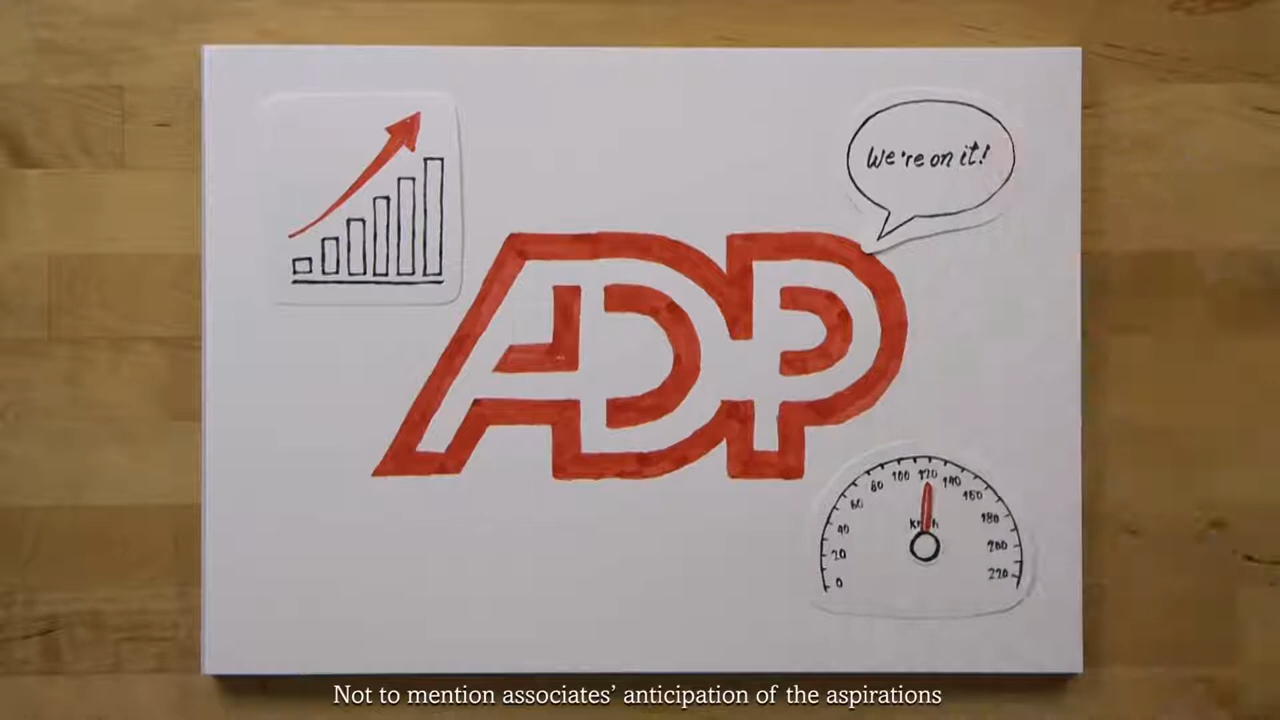 We're on it!
ADP
100 120 140
80 160
60
40 180
20 200
0 220
Not to mention associates' anticipation of the aspirations